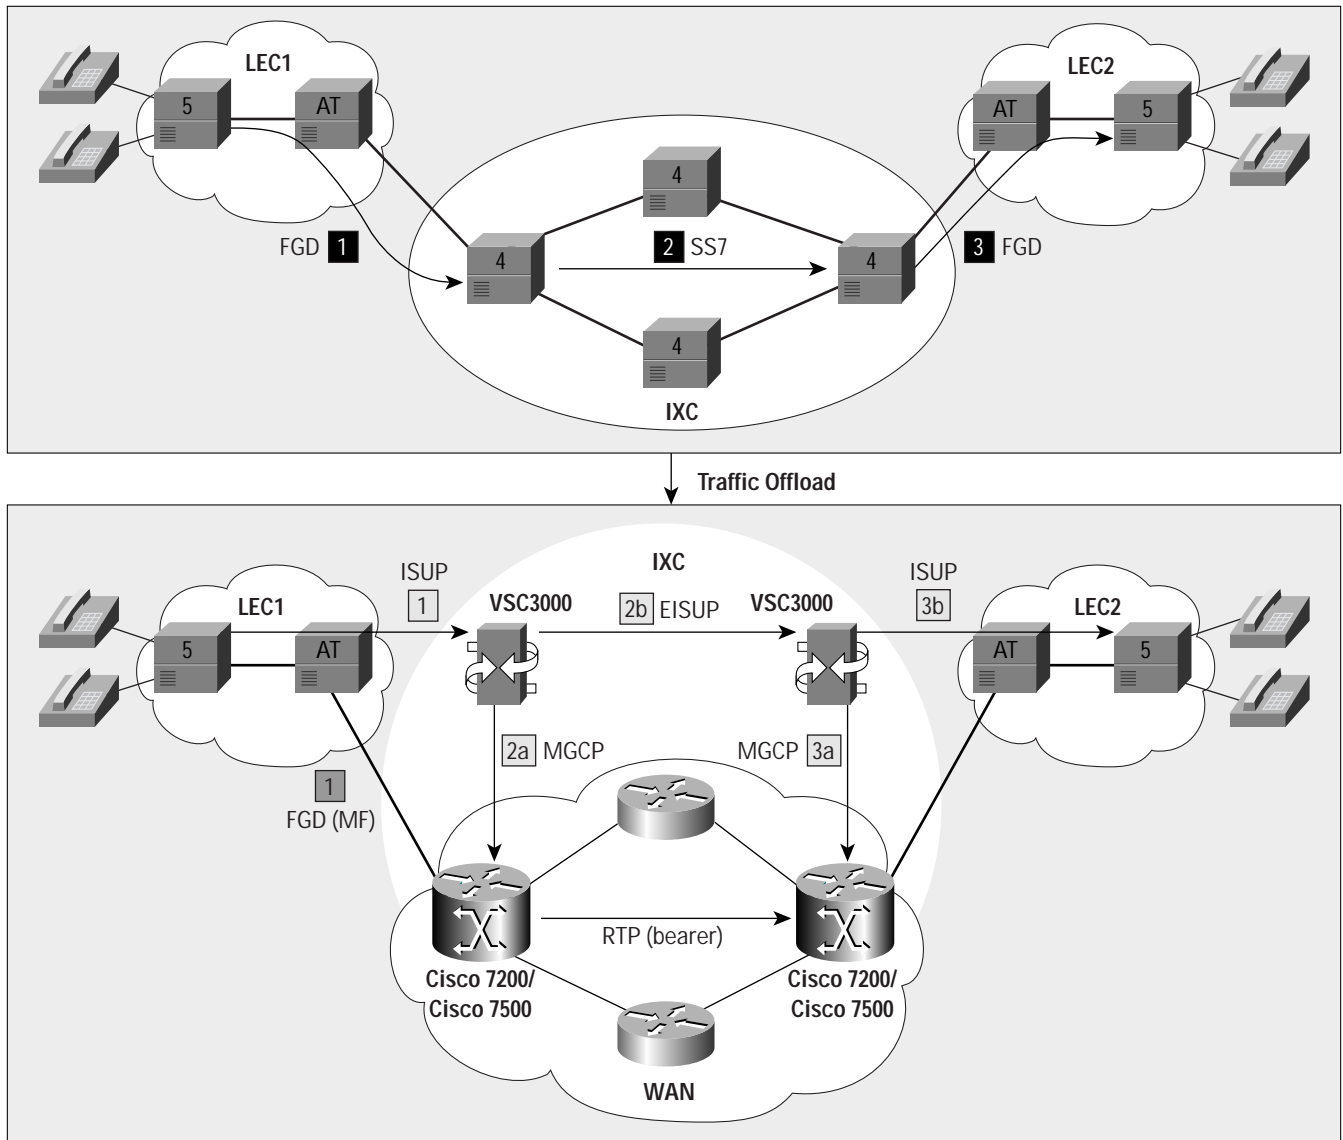 LEC1
5
AT
FGD 1
4
4
2 SS7
4
4
IXC
LEC2
AT
5
3 FGD
Traffic Offload
IXC
LEC1
5
AT
ISUP
1
VSC3000
2b EISUP
VSC3000
ISUP
3b
LEC2
AT
5
2a MGCP
MGCP 3a
1
FGD (MF)
RTP (bearer)
Cisco 7200/
Cisco 7500
Cisco 7200/
Cisco 7500
WAN